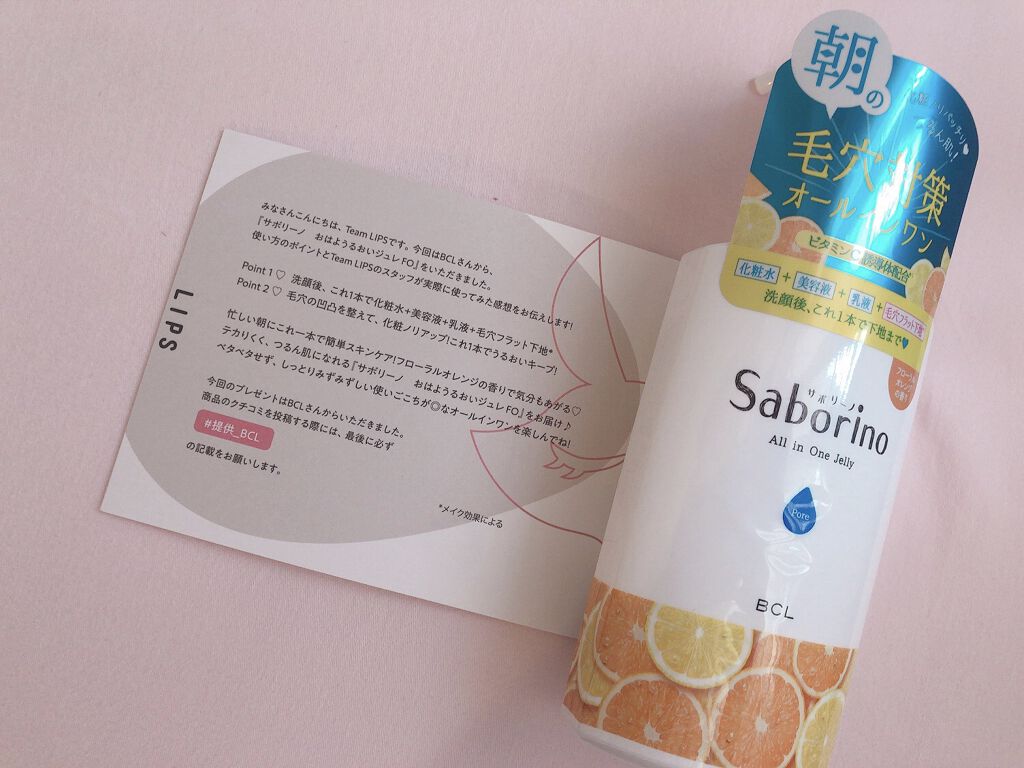 LIPS
みなさんこんにちは、Team LIPSです。今回はBCLさんから、
『サボリーノ　おはようるおいジュレ FO』をいただきました。
使い方のポイントとTeam LIPSのスタッフが実際に使ってみた感想をお伝えします!
Point 1 ♡ 洗顔後、これ1本で化粧水+美容液+乳液+毛穴フラット下地*
Point 2 ♡ 毛穴の凹凸を整えて、化粧ノリアップ!これ1本でうるおいキープ!
忙しい朝にこれ一本で簡単スキンケア!フローラルオレンジの香りで気分もあがる♡
テカりにくく、つるん肌になれる『サボリーノ　おはようるおいジュレ FO』をお届け♪
ベタベタせず、しっとりみずみずしい使いごこちが◎なオールインワンを楽しんでね!
今回のプレゼントはBCLさんからいただきました。
商品のクチコミを投稿する際には、最後に必ず
#提供_BCL
の記載をお願いします。
*メイク効果による
朝の
毛穴対策
オールインワン
ビタミンC誘導体配合
化粧水+美容液+乳液+毛穴フラット下地
洗顔後、これ1本で下地まで♥
オレンジ
の香り
サボリーノ
Saborino
All in One Jelly
Pore
BCL